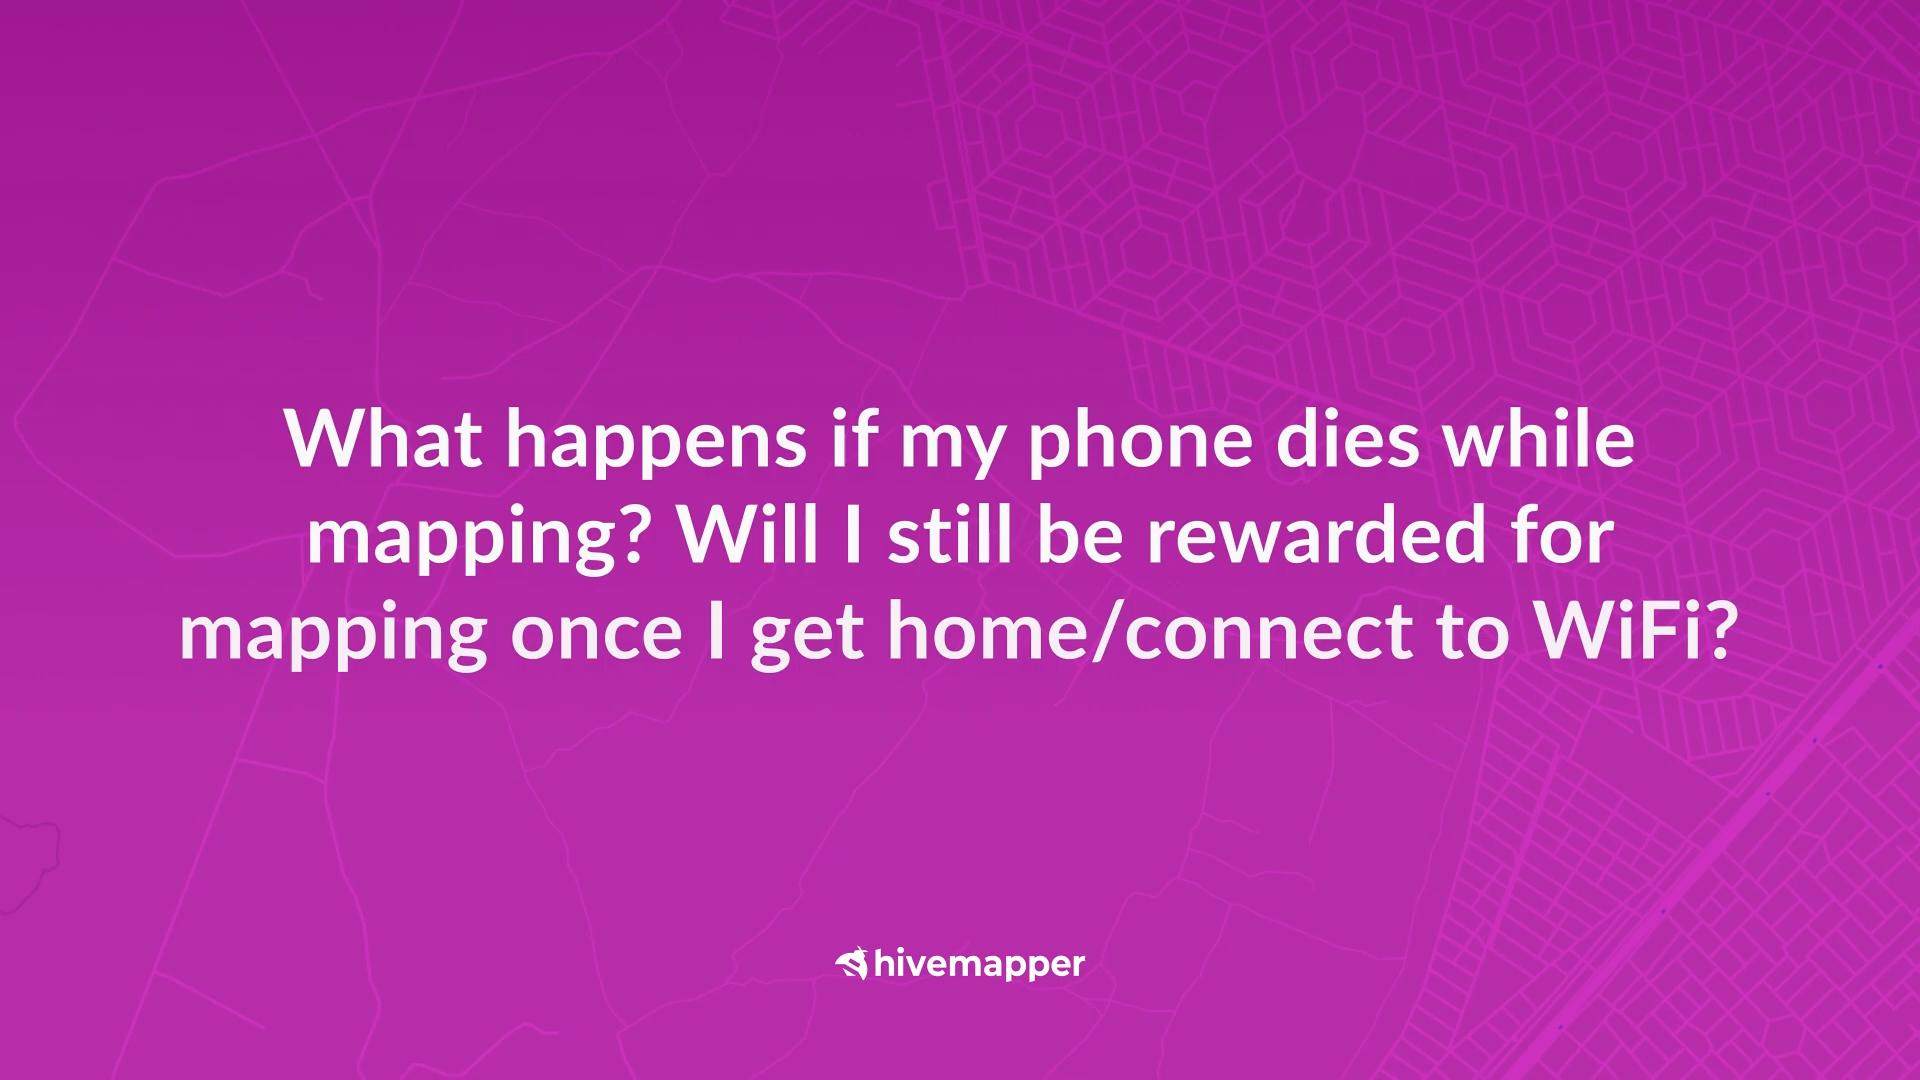 What happens if my phone dies while
mapping? Will I still be rewarded for
mapping once I get home/connect to WiFi?
hivemapper